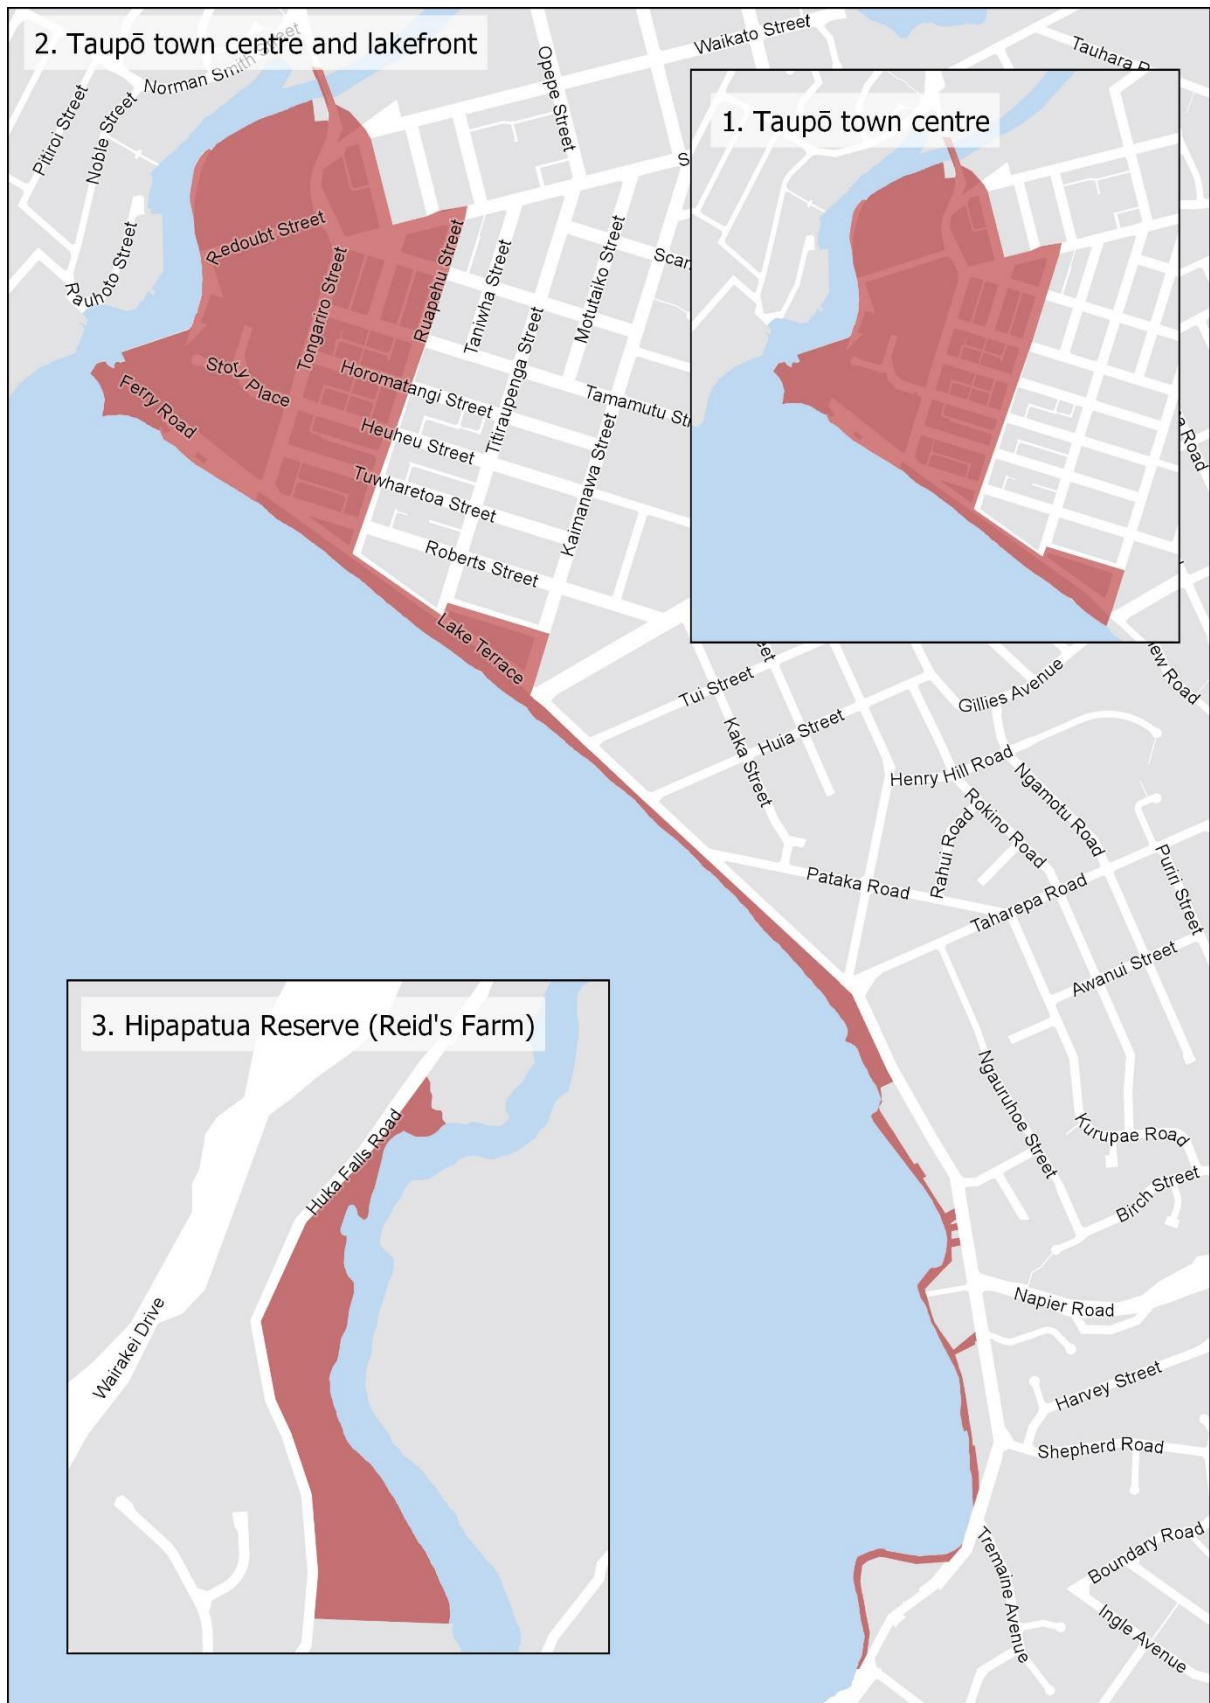 2. Taupō town centre and lakefront
Norman Smith Street
Pitiroi Street
Noble Street
Rauhoto Street
Opepe Street
Waikato Street
Tauhara
1. Taupō town centre
Redoubt Street
Tongariro Street
Ruapehu Street
Taniwha Street
Motutaiko Street
Titiraupenga Street
Story Place
Ferry Road
Horomatangi Street
Heuheu Street
Tuwharetoa Street
Roberts Street
Kaimanawa Street
Tamamutu Str
Lake Terrace
Tui Street
Kaka Street
Huia Street
Gillies Avenue
Henry Hill Road
Ngamotu Road
Rokino Road
Rahui Road
Pataka Road
Taharepa Road
Puriri Street
Awanui Street
Ngauruhoe Street
Kurupae Road
Birch Street
Napier Road
Harvey Street
Shepherd Road
Tremaine Avenue
Boundary Road
Ingle Avenue
3. Hipapatua Reserve (Reid's Farm)
Huka Falls Road
Wairakei Drive